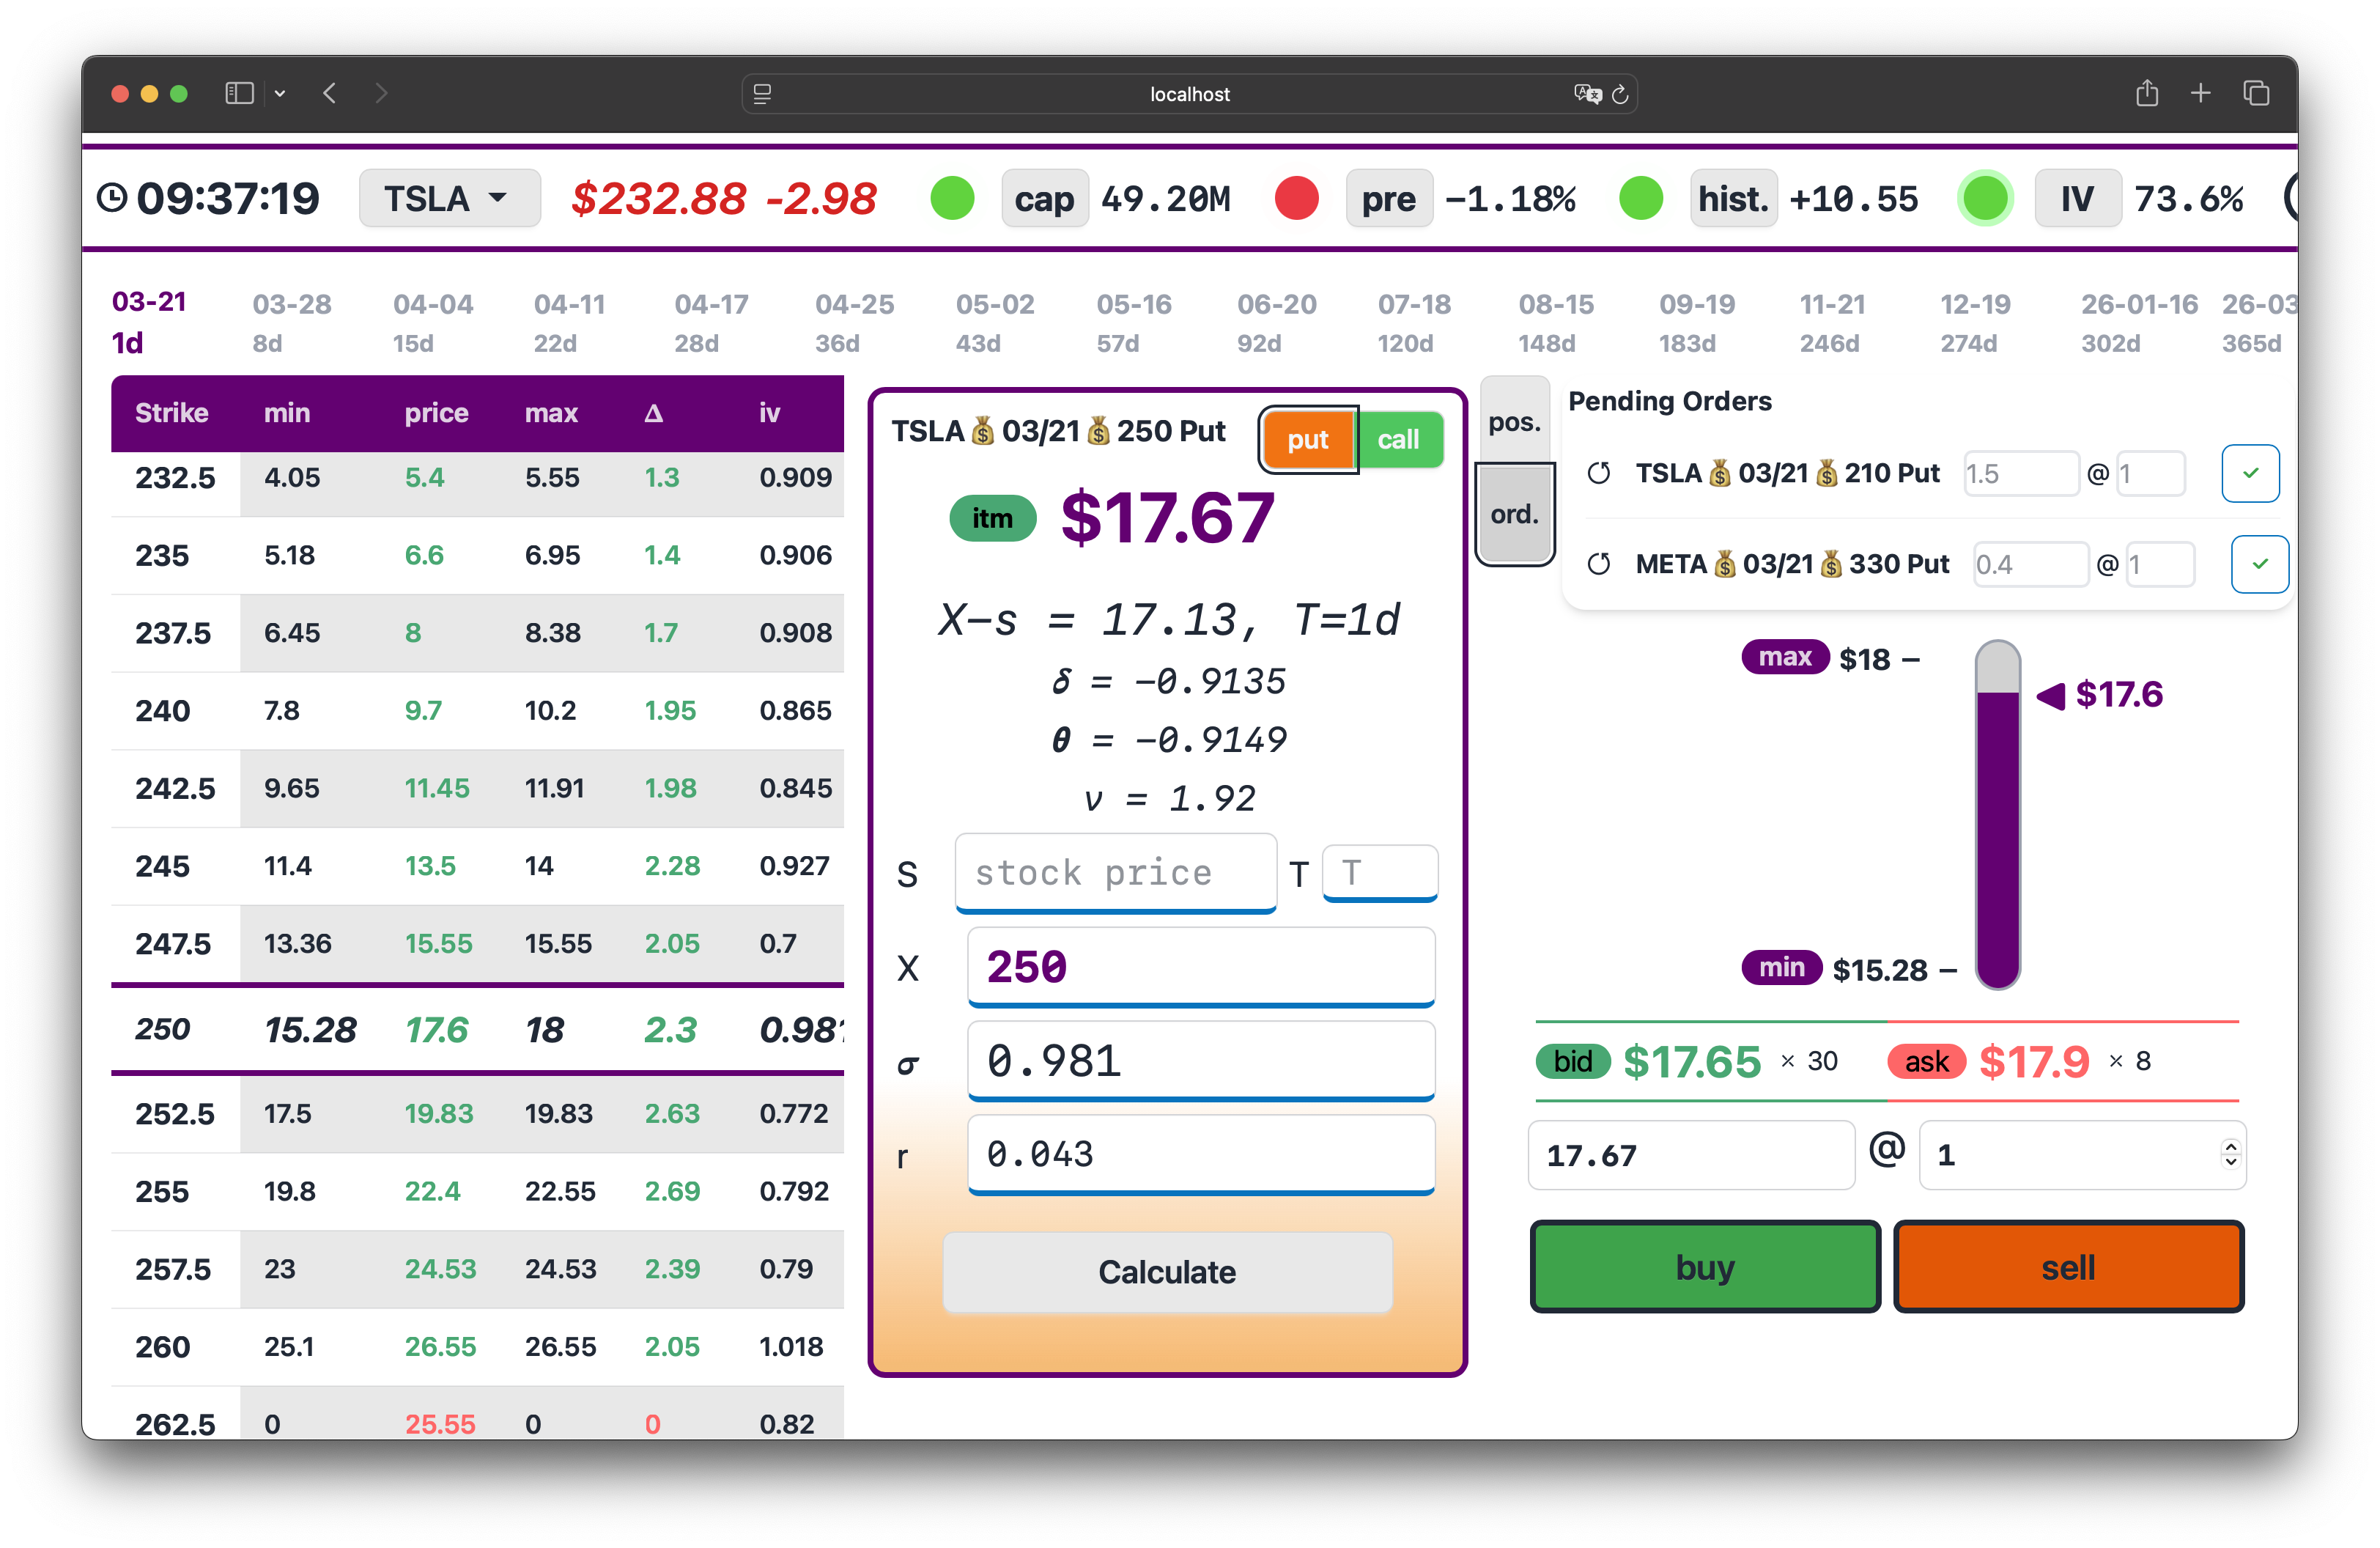 localhost
09:37:19 TSLA $232.88 -2.98 cap 49.20M pre −1.18% hist. +10.55 IV 73.6%
03-21 03-28 04-04 04-11 04-17 04-25 05-02 05-16 06-20 07-18 08-15 09-19 11-21 12-19 26-01-16 26-03
1d 8d 15d 22d 28d 36d 43d 57d 92d 120d 148d 183d 246d 274d 302d 365d
Strike min price max Δ iv
232.5 4.05 5.4 5.55 1.3 0.909
235 5.18 6.6 6.95 1.4 0.906
237.5 6.45 8 8.38 1.7 0.908
240 7.8 9.7 10.2 1.95 0.865
242.5 9.65 11.45 11.91 1.98 0.845
245 11.4 13.5 14 2.28 0.927
247.5 13.36 15.55 15.55 2.05 0.7
250 15.28 17.6 18 2.3 0.981
252.5 17.5 19.83 19.83 2.63 0.772
255 19.8 22.4 22.55 2.69 0.792
257.5 23 24.53 24.53 2.39 0.79
260 25.1 26.55 26.55 2.05 1.018
262.5 0 25.55 0 0 0.82
TSLA💰03/21💰250 Put put call
itm $17.67
X−s = 17.13, T=1d
δ = −0.9135
θ = −0.9149
ν = 1.92
S stock price T T
X 250
σ 0.981
r 0.043
Calculate
pos.
ord.
Pending Orders
TSLA💰03/21💰210 Put 1.5 @ 1
META💰03/21💰330 Put 0.4 @ 1
max $18 –
$17.6
min $15.28 –
bid $17.65 × 30 ask $17.9 × 8
17.67 @ 1
buy sell